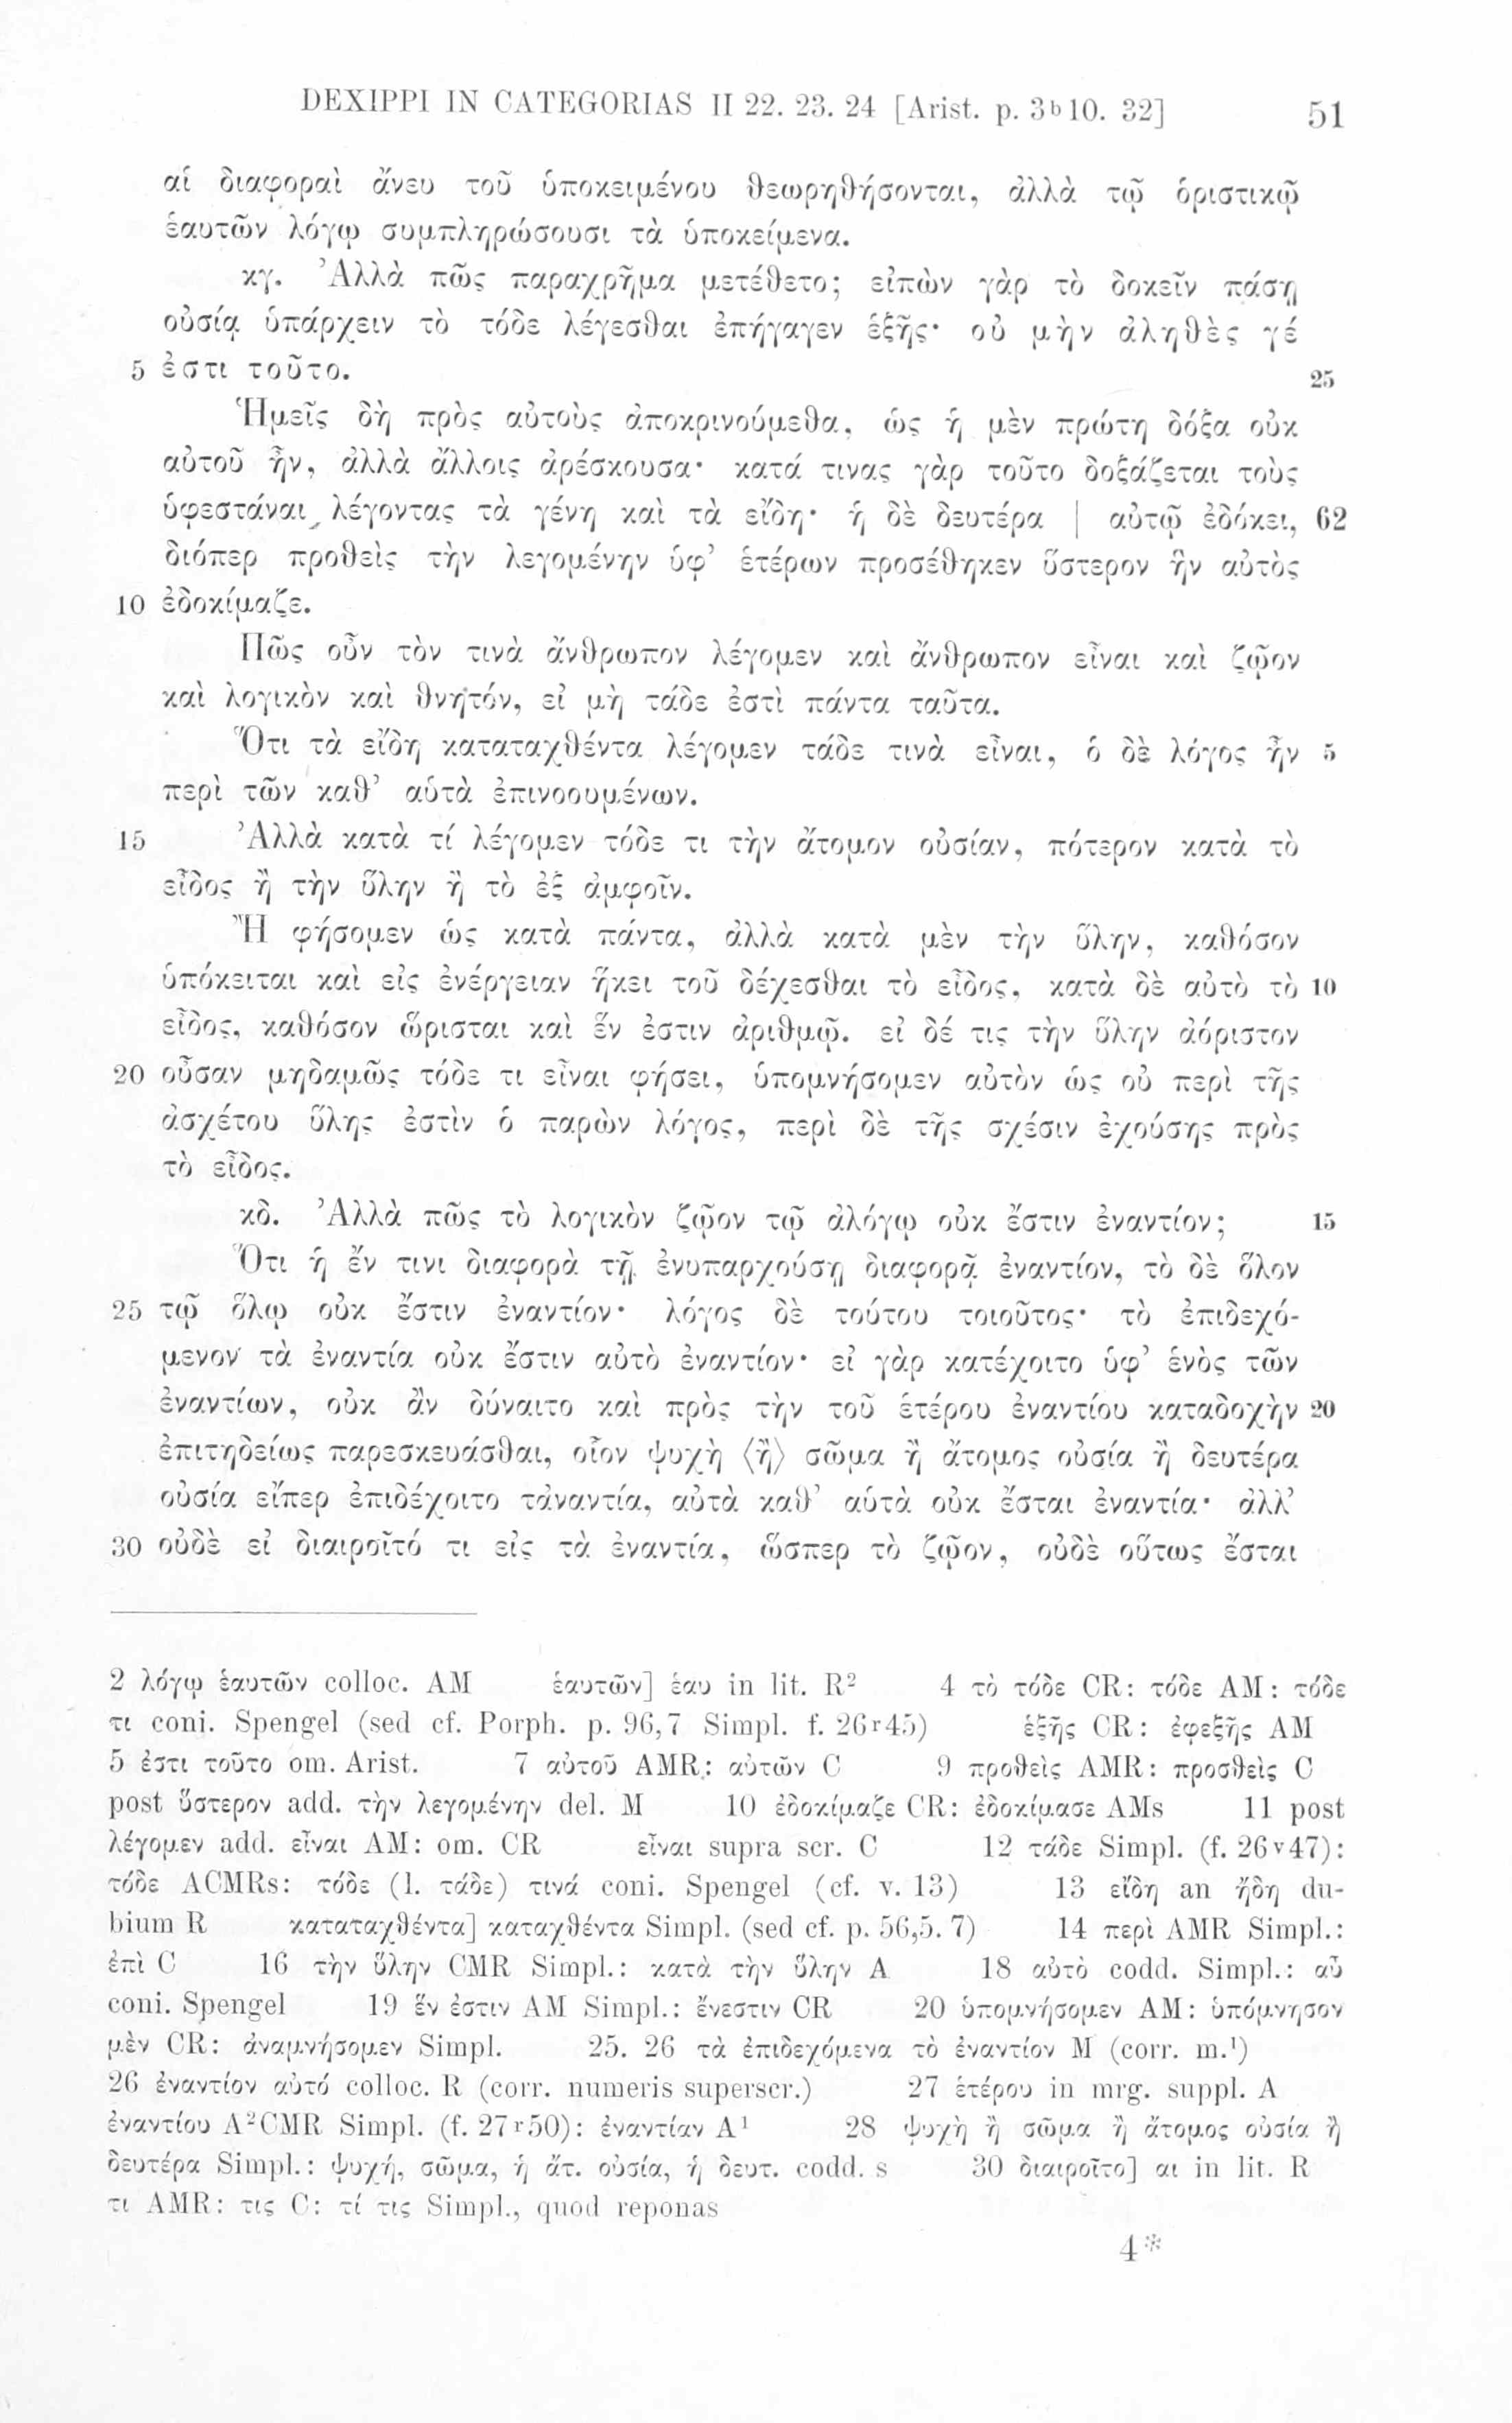 DEXIPPI IN CATEGORIAS II 22. 23. 24 [Arist. p. 3ᵇ10. 32] 51
αἱ διαφοραὶ ἄνευ τοῦ ὑποκειμένου θεωρηθήσονται, ἀλλὰ τῷ ὁριστικῷ
ἑαυτῶν λόγῳ συμπληρώσουσι τὰ ὑποκείμενα.
κγ. Ἀλλὰ πῶς παραχρῆμα μετέθετο; εἰπὼν γὰρ τὸ δοκεῖν πάσῃ
οὐσίᾳ ὑπάρχειν τὸ τόδε λέγεσθαι ἐπήγαγεν ἑξῆς· οὐ μὴν ἀληθὲς γέ
5 ἐστι τοῦτο. 25
Ἡμεῖς δὴ πρὸς αὐτοὺς ἀποκρινούμεθα, ὡς ἡ μὲν πρώτη δόξα οὐκ
αὐτοῦ ἦν, ἀλλὰ ἄλλοις ἀρέσκουσα· κατά τινας γὰρ τοῦτο δοξάζεται τοὺς
ὑφεστάναι λέγοντας τὰ γένη καὶ τὰ εἴδη· ἡ δὲ δευτέρα | αὐτῷ ἐδόκει, 62
διόπερ προθεὶς τὴν λεγομένην ὑφ’ ἑτέρων προσέθηκεν ὕστερον ἣν αὐτὸς
10 ἐδοκίμαζε.
Πῶς οὖν τὸν τινὰ ἄνθρωπον λέγομεν καὶ ἄνθρωπον εἶναι καὶ ζῷον
καὶ λογικὸν καὶ θνητόν, εἰ μὴ τάδε ἐστὶ πάντα ταῦτα.
Ὅτι τὰ εἴδη καταταχθέντα λέγομεν τάδε τινὰ εἶναι, ὁ δὲ λόγος ἦν 5
περὶ τῶν καθ’ αὑτὰ ἐπινοουμένων.
15 Ἀλλὰ κατὰ τί λέγομεν τόδε τι τὴν ἄτομον οὐσίαν, πότερον κατὰ τὸ
εἶδος ἢ τὴν ὕλην ἢ τὸ ἐξ ἀμφοῖν.
Ἢ φήσομεν ὡς κατὰ πάντα, ἀλλὰ κατὰ μὲν τὴν ὕλην, καθόσον
ὑπόκειται καὶ εἰς ἐνέργειαν ἥκει τοῦ δέχεσθαι τὸ εἶδος, κατὰ δὲ αὐτὸ τὸ 10
εἶδος, καθόσον ὥρισται καὶ ἕν ἐστιν ἀριθμῷ. εἰ δέ τις τὴν ὕλην ἀόριστον
20 οὖσαν μηδαμῶς τόδε τι εἶναι φήσει, ὑπομνήσομεν αὐτὸν ὡς οὐ περὶ τῆς
ἀσχέτου ὕλης ἐστὶν ὁ παρὼν λόγος, περὶ δὲ τῆς σχέσιν ἐχούσης πρὸς
τὸ εἶδος.
κδ. Ἀλλὰ πῶς τὸ λογικὸν ζῷον τῷ ἀλόγῳ οὐκ ἔστιν ἐναντίον; 15
Ὅτι ἡ ἔν τινι διαφορὰ τῇ ἐνυπαρχούσῃ διαφορᾷ ἐναντίον, τὸ δὲ ὅλον
25 τῷ ὅλῳ οὐκ ἔστιν ἐναντίον· λόγος δὲ τούτου τοιοῦτος· τὸ ἐπιδεχό-
μενον τὰ ἐναντία οὐκ ἔστιν αὐτὸ ἐναντίον· εἰ γὰρ κατέχοιτο ὑφ’ ἑνὸς τῶν
ἐναντίων, οὐκ ἂν δύναιτο καὶ πρὸς τὴν τοῦ ἑτέρου ἐναντίου καταδοχὴν 20
ἐπιτηδείως παρεσκευάσθαι, οἷον ψυχὴ ⟨ἢ⟩ σῶμα ἢ ἄτομος οὐσία ἢ δευτέρα
οὐσία εἴπερ ἐπιδέχοιτο τἀναντία, αὐτὰ καθ’ αὑτὰ οὐκ ἔσται ἐναντία· ἀλλ’
30 οὐδὲ εἰ διαιροῖτό τι εἰς τὰ ἐναντία, ὥσπερ τὸ ζῷον, οὐδὲ οὕτως ἔσται
2 λόγῳ ἑαυτῶν colloc. AM ἑαυτῶν] ἑαυ in lit. R² 4 τὸ τόδε CR: τόδε AM: τόδε
τι coni. Spengel (sed cf. Porph. p. 96,7 Simpl. f. 26ʳ45) ἑξῆς CR: ἐφεξῆς AM
5 ἐστι τοῦτο om. Arist. 7 αὐτοῦ AMR: αὐτῶν C 9 προθεὶς AMR: προσθεὶς C
post ὕστερον add. τὴν λεγομένην del. M 10 ἐδοκίμαζε CR: ἐδοκίμασε AMs 11 post
λέγομεν add. εἶναι AM: om. CR εἶναι supra scr. C 12 τάδε Simpl. (f. 26ᵛ47):
τόδε ACMRs: τόδε (l. τάδε) τινά coni. Spengel (cf. v. 13) 13 εἴδη an ἤδη du-
bium R καταταχθέντα] καταχθέντα Simpl. (sed cf. p. 56,5. 7) 14 περὶ AMR Simpl.:
ἐπὶ C 16 τὴν ὕλην CMR Simpl.: κατὰ τὴν ὕλην A 18 αὐτὸ codd. Simpl.: αὖ
coni. Spengel 19 ἕν ἐστιν AM Simpl.: ἔνεστιν CR 20 ὑπομνήσομεν AM: ὑπόμνησον
μὲν CR: ἀναμνήσομεν Simpl. 25. 26 τὰ ἐπιδεχόμενα τὸ ἐναντίον M (corr. m.¹)
26 ἐναντίον αὐτό colloc. R (corr. numeris superscr.) 27 ἑτέρου in mrg. suppl. A
ἐναντίου A²CMR Simpl. (f. 27ʳ50): ἐναντίαν A¹ 28 ψυχὴ ἢ σῶμα ἢ ἄτομος οὐσία ἢ
δευτέρα Simpl.: ψυχή, σῶμα, ἡ ἄτ. οὐσία, ἡ δευτ. codd. s 30 διαιροῖτο] αι in lit. R
τι AMR: τις C: τί τις Simpl., quod reponas
4*